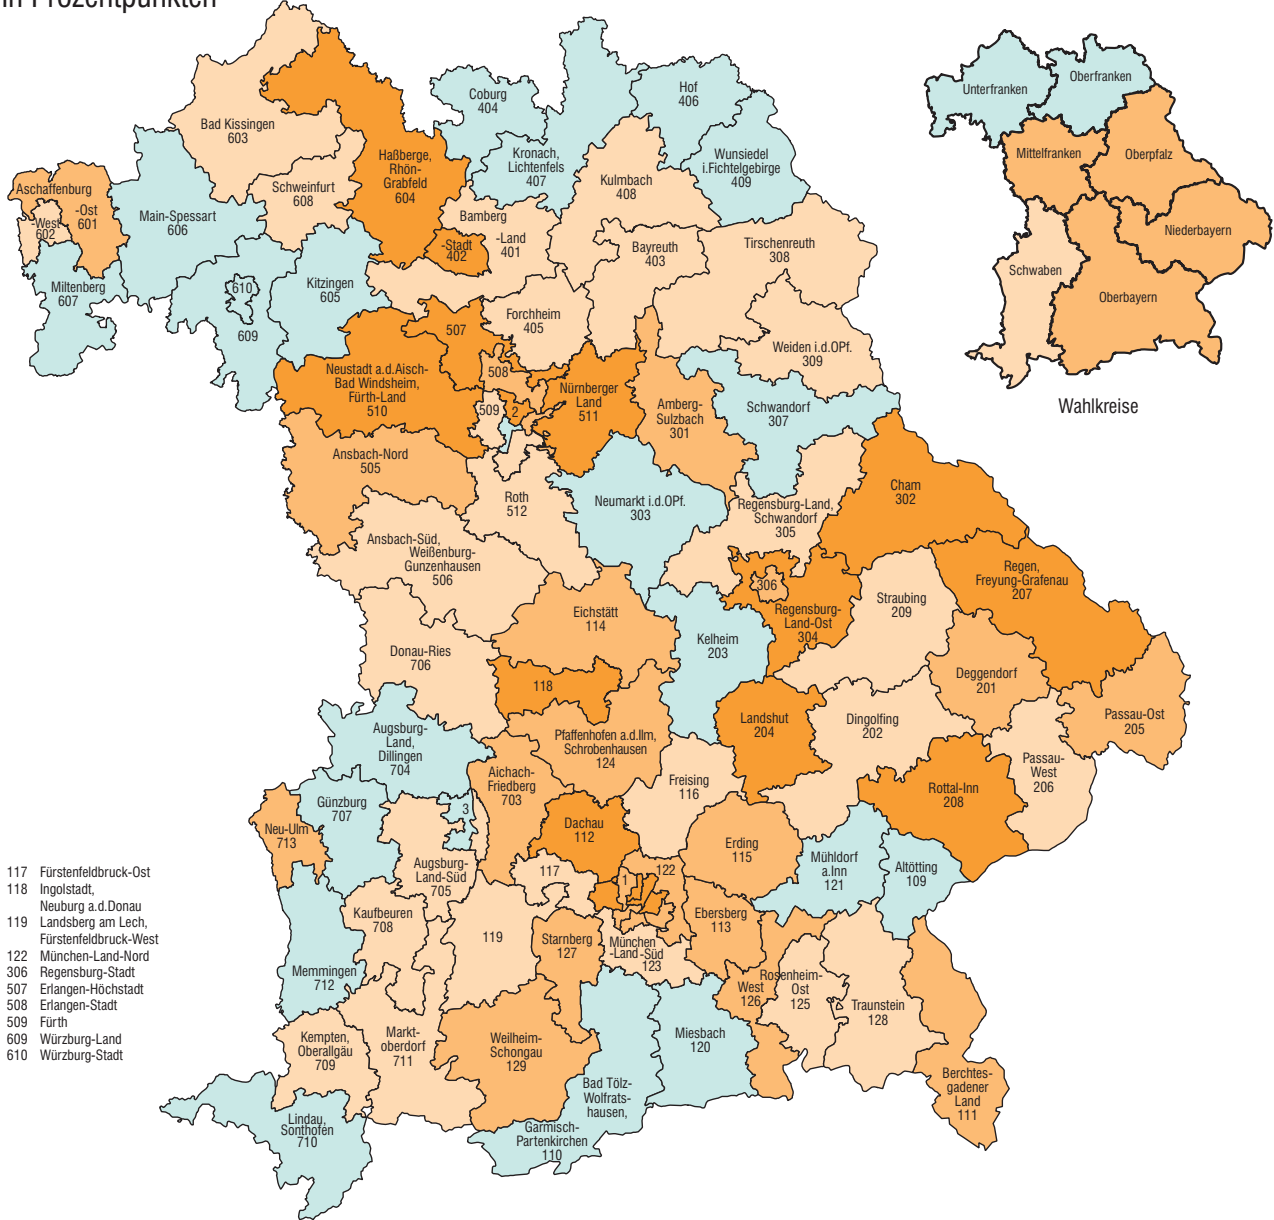 in Prozentpunkten
Coburg
404
Hof
406
Kronach,
Lichtenfels
407
Wunsiedel
i.Fichtelgebirge
409
Bad Kissingen
603
Haßberge,
Rhön-
Grabfeld
604
Kulmbach
408
Schweinfurt
608
Aschaffenburg
-Ost
601
-West
602
Main-Spessart
606
Bamberg
-Land
401
-Stadt
402
Bayreuth
403
Tirschenreuth
308
Miltenberg
607
610
Kitzingen
605
609
Forchheim
405
507
Weiden i.d.OPf.
309
Neustadt a.d.Aisch-
Bad Windsheim,
Fürth-Land
510
508
509
2
Nürnberger
Land
511
Amberg-
Sulzbach
301
Schwandorf
307
Ansbach-Nord
505
Roth
512
Neumarkt i.d.OPf.
303
Regensburg-Land,
Schwandorf
305
Cham
302
Ansbach-Süd,
Weißenburg-
Gunzenhausen
506
Eichstätt
114
306
Regensburg-
Land-Ost
304
Straubing
209
Regen,
Freyung-Grafenau
207
Donau-Ries
706
Kelheim
203
118
Deggendorf
201
Landshut
204
Dingolfing
202
Passau-Ost
205
Augsburg-
Land,
Dillingen
704
Pfaffenhofen a.d.Ilm,
Schrobenhausen
124
Passau-
West
206
Aichach-
Friedberg
703
Freising
116
Rottal-Inn
208
Günzburg
707
3
Neu-Ulm
713
Dachau
112
Erding
115
Mühldorf
a.Inn
121
Altötting
109
Augsburg-
Land-Süd
705
117
1
122
Kaufbeuren
708
119
Starnberg
127
Ebersberg
113
München
-Land-Süd
123
Memmingen
712
West
126
Rosenheim-
Ost
125
Traunstein
128
Kempten,
Oberallgäu
709
Markt-
oberdorf
711
Weilheim-
Schongau
129
Miesbach
120
Bad Tölz-
Wolfrats-
hausen,
Garmisch-
Partenkirchen
110
Berchtes-
gadener
Land
111
Lindau,
Sonthofen
710
Unterfranken
Oberfranken
Mittelfranken
Oberpfalz
Niederbayern
Schwaben
Oberbayern
Wahlkreise
117 Fürstenfeldbruck-Ost
118 Ingolstadt,
Neuburg a.d.Donau
119 Landsberg am Lech,
Fürstenfeldbruck-West
122 München-Land-Nord
306 Regensburg-Stadt
507 Erlangen-Höchstadt
508 Erlangen-Stadt
509 Fürth
609 Würzburg-Land
610 Würzburg-Stadt